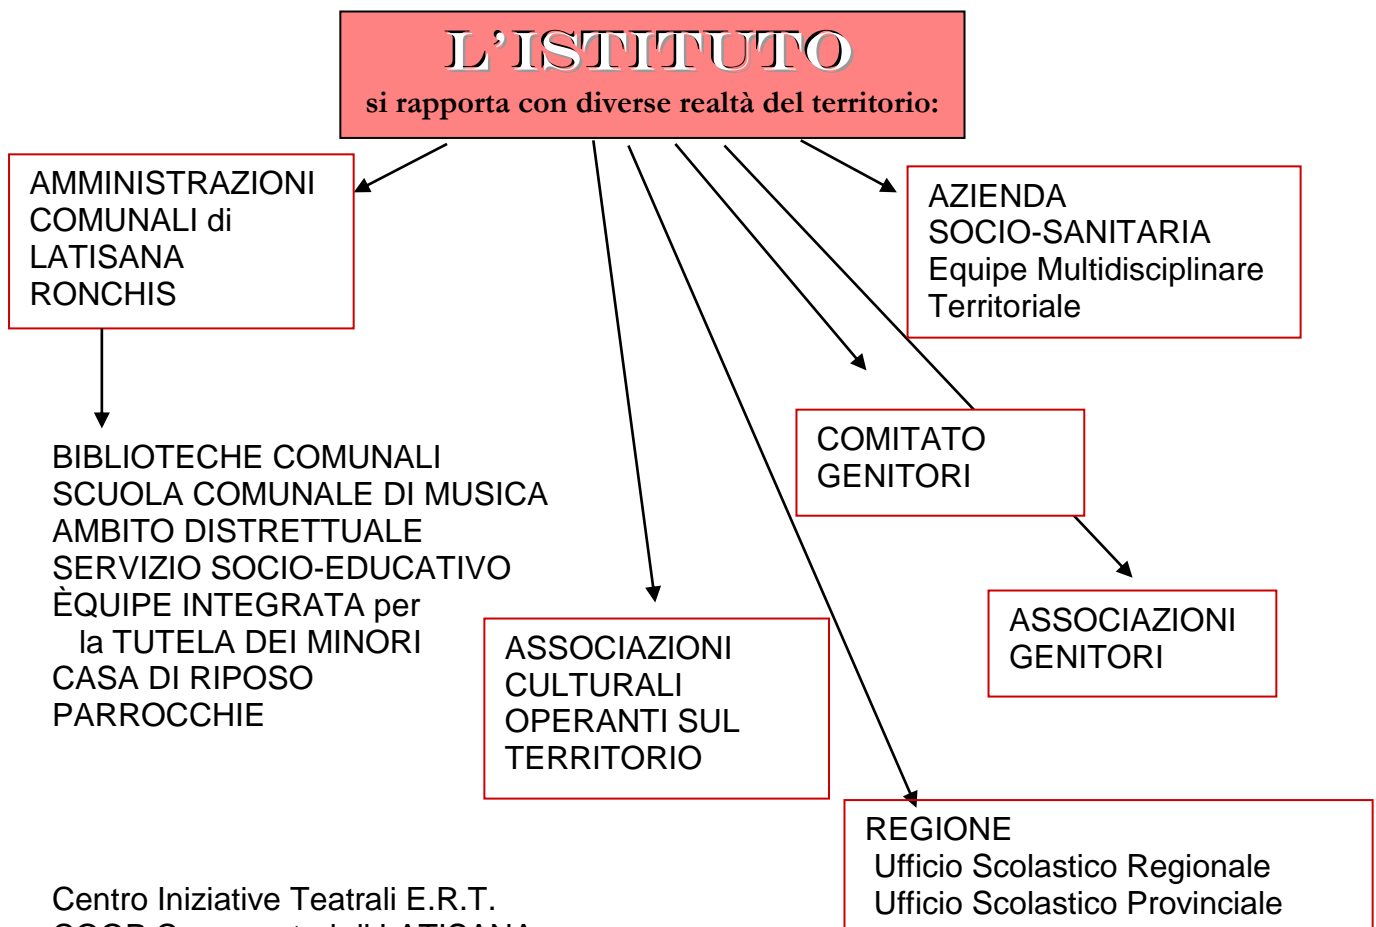 L'ISTITUTO
si rapporta con diverse realtà del territorio:
AMMINISTRAZIONI
COMUNALI di
LATISANA
RONCHIS
AZIENDA
SOCIO-SANITARIA
Equipe Multidisciplinare
Territoriale
BIBLIOTECHE COMUNALI
SCUOLA COMUNALE DI MUSICA
AMBITO DISTRETTUALE
SERVIZIO SOCIO-EDUCATIVO
ÈQUIPE INTEGRATA per
la TUTELA DEI MINORI
CASA DI RIPOSO
PARROCCHIE
COMITATO
GENITORI
ASSOCIAZIONI
CULTURALI
OPERANTI SUL
TERRITORIO
ASSOCIAZIONI
GENITORI
REGIONE
Ufficio Scolastico Regionale
Ufficio Scolastico Provinciale
Centro Iniziative Teatrali E.R.T.
LATISANA